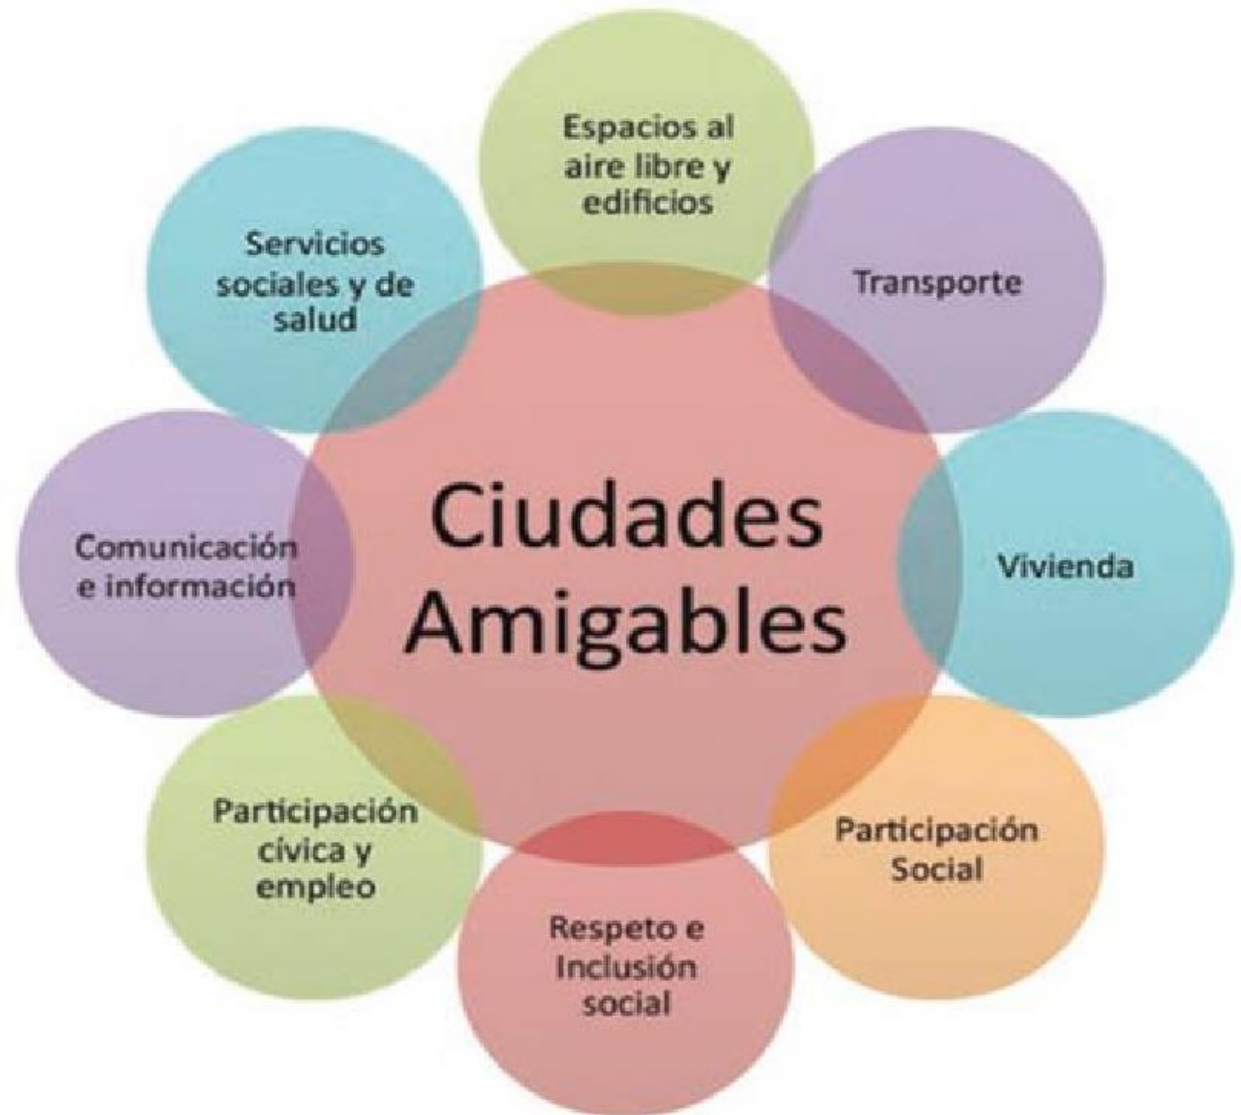 Espacios al
aire libre y
edificios
Transporte
Vivienda
Participación
Social
Respeto e
Inclusión
social
Participación
cívica y
empleo
Comunicación
e información
Servicios
sociales y de
salud
Ciudades
Amigables